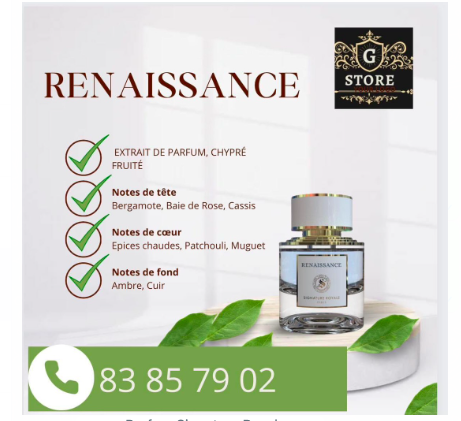 RENAISSANCE
G
STORE
EXTRAIT DE PARFUM, CHYPRÉ
FRUITÉ
Notes de tête
Bergamote, Baie de Rose, Cassis
Notes de cœur
Epices chaudes, Patchouli, Muguet
Notes de fond
Ambre, Cuir
RENAISSANCE
83 85 79 02